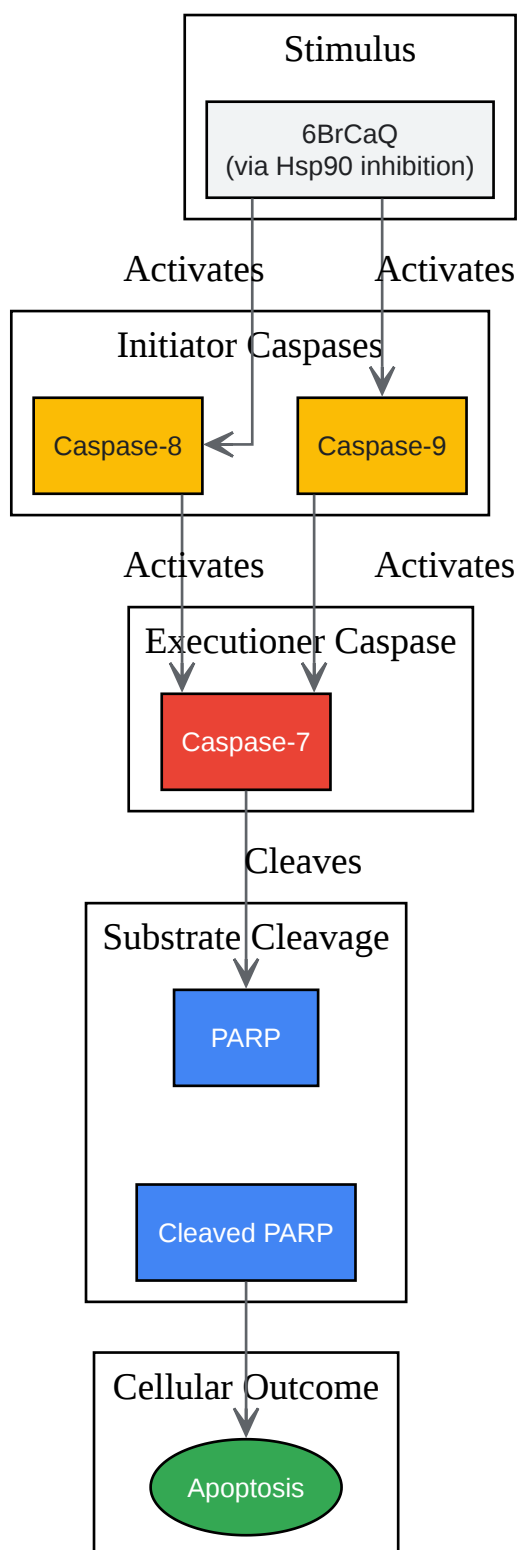 Stimulus
6BrCaQ
(via Hsp90 inhibition)
Activates
Activates
Initiator Caspases
Caspase-8
Caspase-9
Activates
Activates
Executioner Caspase
Caspase-7
Cleaves
Substrate Cleavage
PARP
Cleaved PARP
Cellular Outcome
Apoptosis